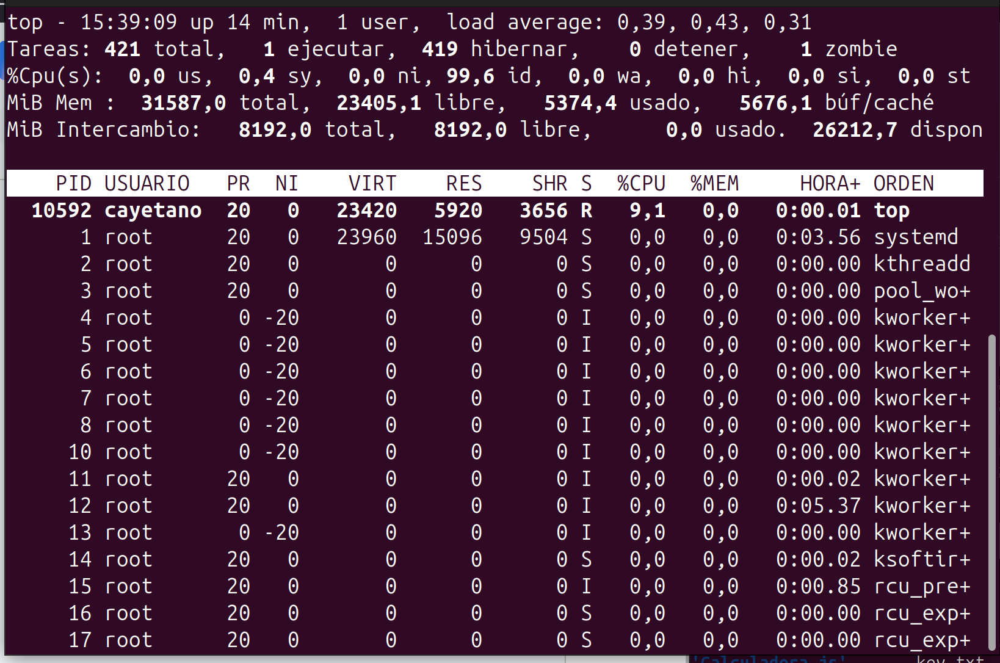 top - 15:39:09 up 14 min,  1 user,  load average: 0,39, 0,43, 0,31
Tareas: 421 total,   1 ejecutar,  419 hibernar,    0 detener,    1 zombie
%Cpu(s):  0,0 us,  0,4 sy,  0,0 ni, 99,6 id,  0,0 wa,  0,0 hi,  0,0 si,  0,0 st
MiB Mem :  31587,0 total,  23405,1 libre,   5374,4 usado,   5676,1 búf/caché
MiB Intercambio:   8192,0 total,   8192,0 libre,      0,0 usado.  26212,7 dispon
PID USUARIO   PR  NI    VIRT    RES    SHR S  %CPU  %MEM     HORA+ ORDEN
10592 cayetano  20   0   23420   5920   3656 R   9,1   0,0   0:00.01 top
1 root      20   0   23960  15096   9504 S   0,0   0,0   0:03.56 systemd
2 root      20   0       0      0      0 S   0,0   0,0   0:00.00 kthreadd
3 root      20   0       0      0      0 S   0,0   0,0   0:00.00 pool_wo+
4 root       0 -20       0      0      0 I   0,0   0,0   0:00.00 kworker+
5 root       0 -20       0      0      0 I   0,0   0,0   0:00.00 kworker+
6 root       0 -20       0      0      0 I   0,0   0,0   0:00.00 kworker+
7 root       0 -20       0      0      0 I   0,0   0,0   0:00.00 kworker+
8 root       0 -20       0      0      0 I   0,0   0,0   0:00.00 kworker+
10 root       0 -20       0      0      0 I   0,0   0,0   0:00.00 kworker+
11 root      20   0       0      0      0 I   0,0   0,0   0:00.02 kworker+
12 root      20   0       0      0      0 I   0,0   0,0   0:05.37 kworker+
13 root       0 -20       0      0      0 I   0,0   0,0   0:00.00 kworker+
14 root      20   0       0      0      0 S   0,0   0,0   0:00.02 ksoftir+
15 root      20   0       0      0      0 I   0,0   0,0   0:00.85 rcu_pre+
16 root      20   0       0      0      0 S   0,0   0,0   0:00.00 rcu_exp+
17 root      20   0       0      0      0 S   0,0   0,0   0:00.00 rcu_exp+